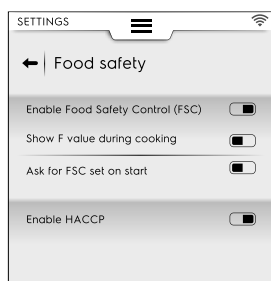 SETTINGS
Food safety
Enable Food Safety Control (FSC)
Show F value during cooking
Ask for FSC set on start
Enable HACCP